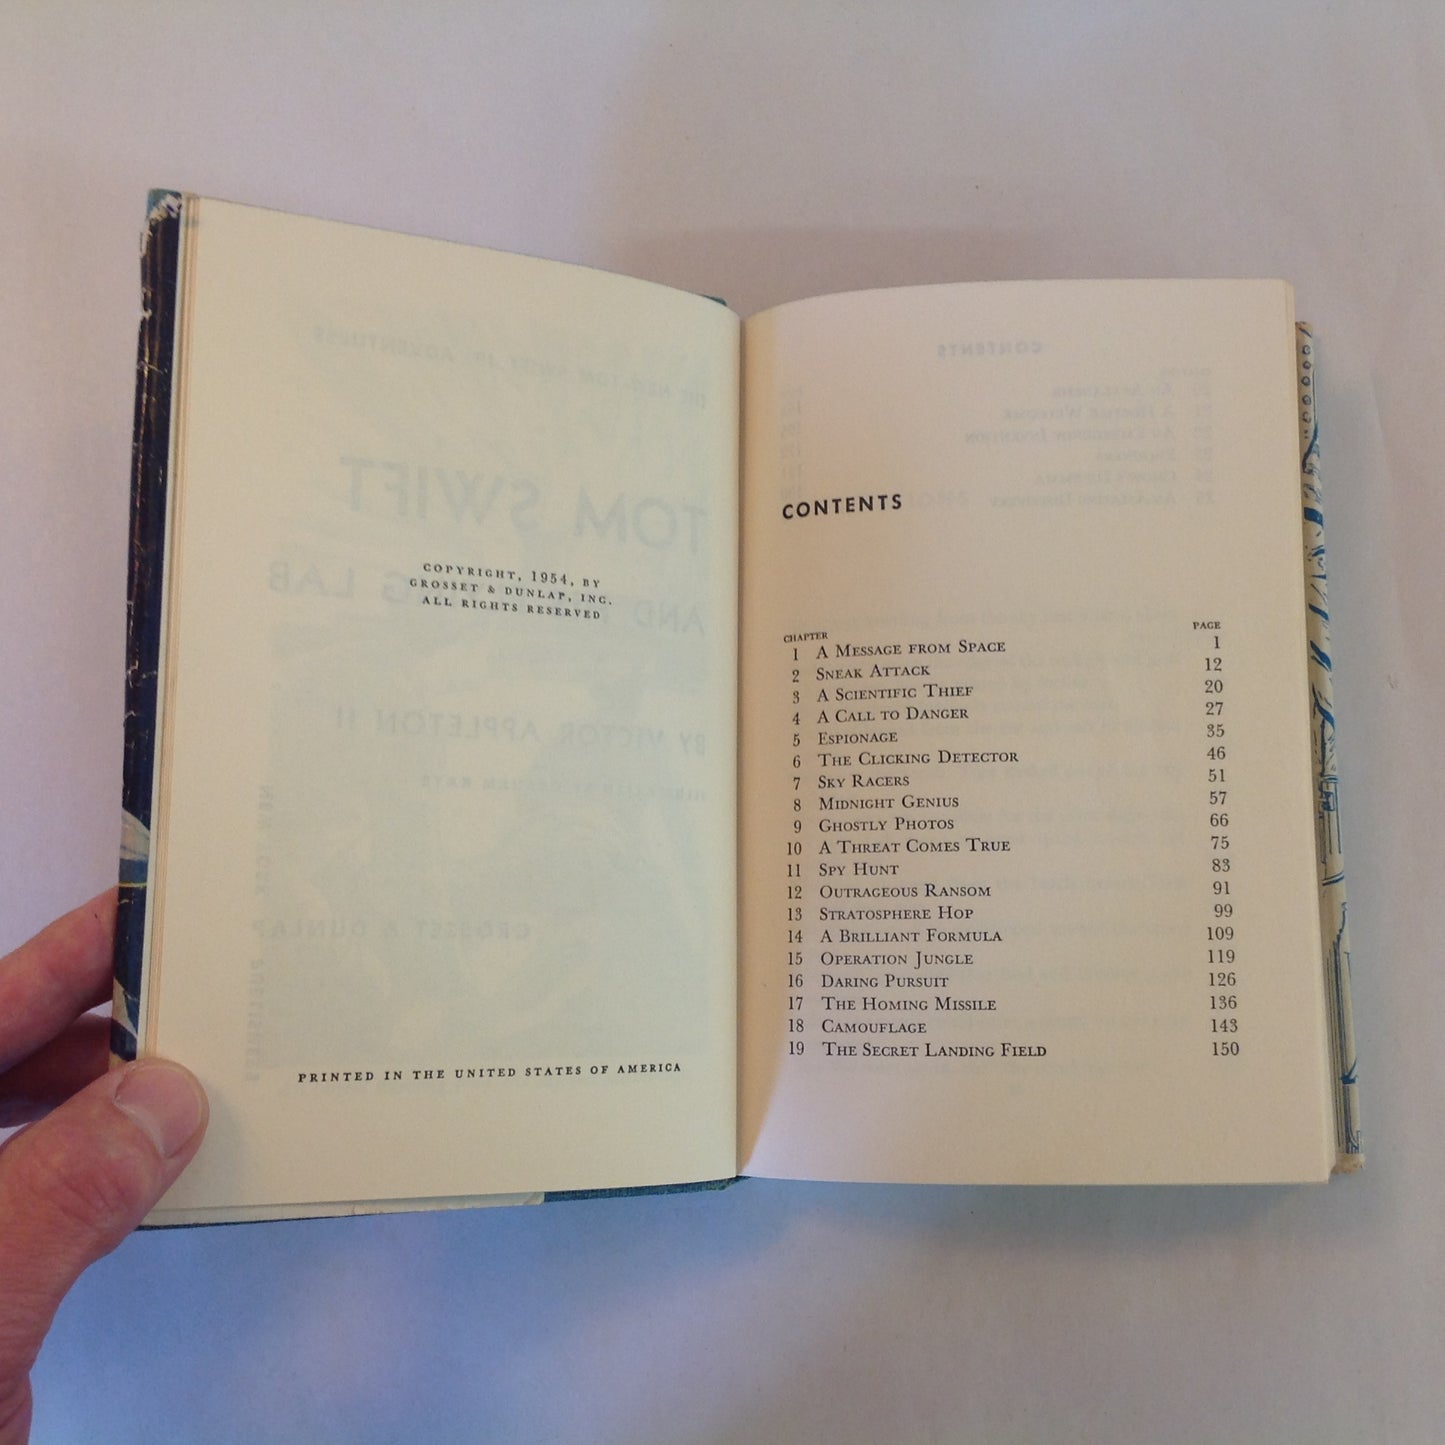 COPYRIGHT, 1954, BY
GROSSET & DUNLAP, INC.
ALL RIGHTS RESERVED
PRINTED IN THE UNITED STATES OF AMERICA
CONTENTS
CHAPTER PAGE
1 A Message from Space 1
2 Sneak Attack 12
3 A Scientific Thief 20
4 A Call to Danger 27
5 Espionage 35
6 The Clicking Detector 46
7 Sky Racers 51
8 Midnight Genius 57
9 Ghostly Photos 66
10 A Threat Comes True 75
11 Spy Hunt 83
12 Outrageous Ransom 91
13 Stratosphere Hop 99
14 A Brilliant Formula 109
15 Operation Jungle 119
16 Daring Pursuit 126
17 The Homing Missile 136
18 Camouflage 143
19 The Secret Landing Field 150